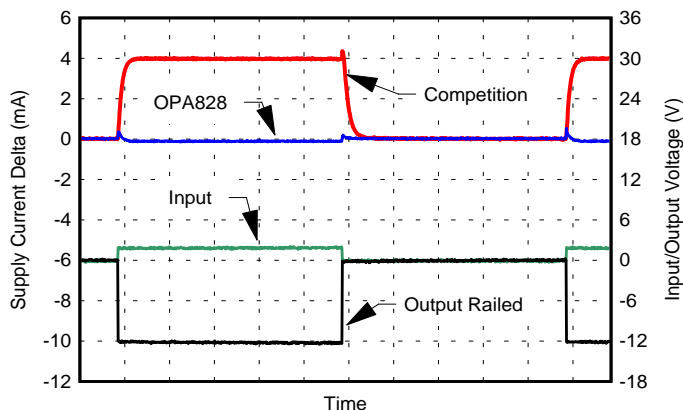 6
4
2
0
-2
-4
-6
-8
-10
-12
Supply Current Delta (mA)
36
30
24
18
12
6
0
-6
-12
-18
Input/Output Voltage (V)
Competition
OPA828
Input
Output Railed
Time